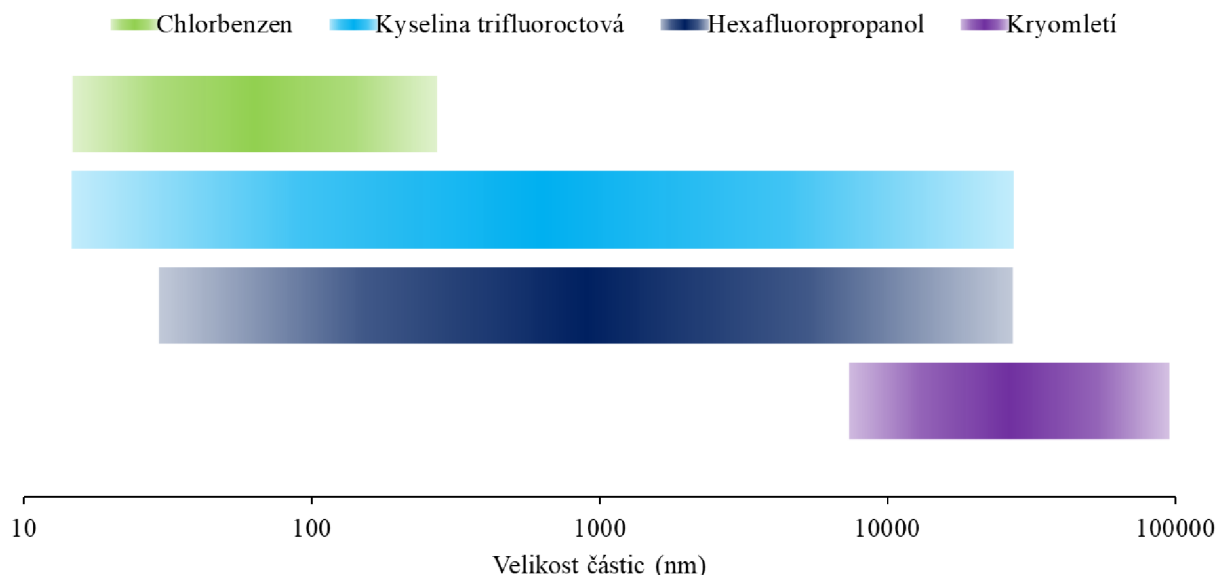 Chlorbenzen Kyselina trifluoroctová Hexafluoropropanol Kryomletí
10 100 1000 10000 100000
Velikost částic (nm)